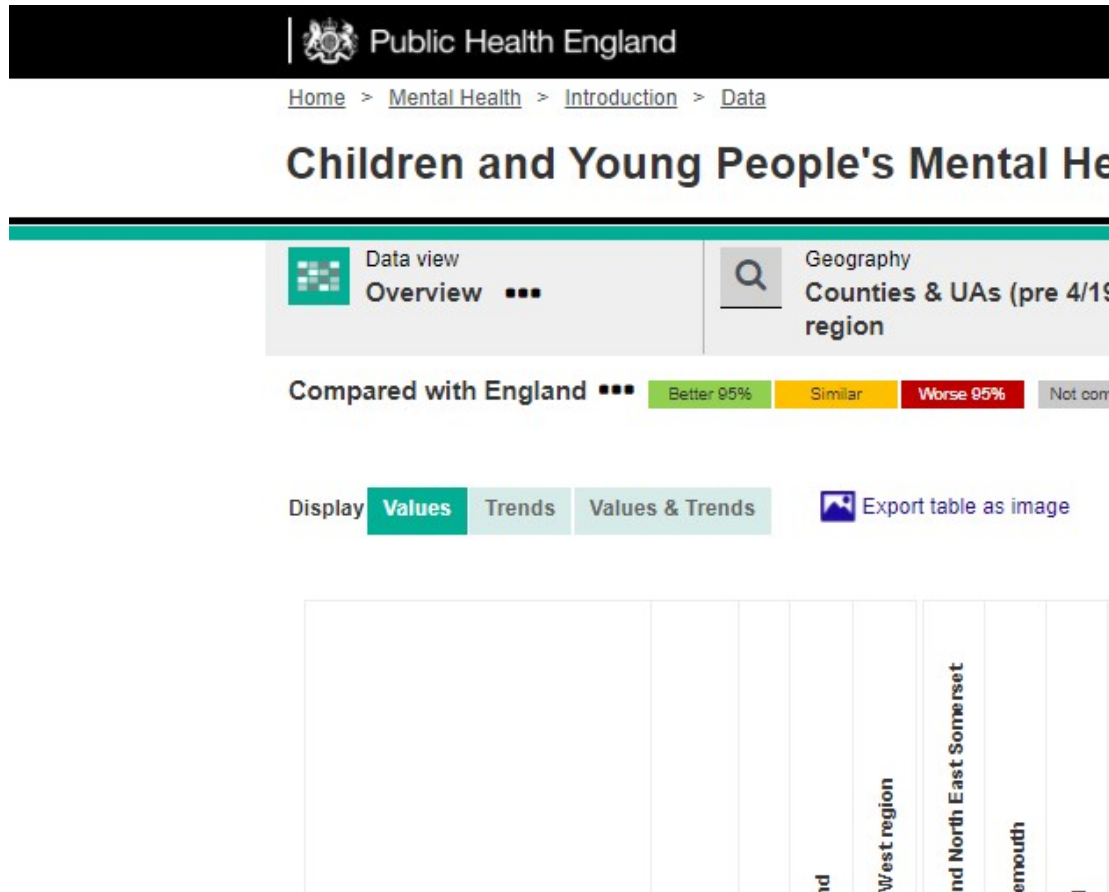 Public Health England
Home > Mental Health > Introduction > Data
Children and Young People's Mental He
Data view
Overview
Geography
Counties & UAs (pre 4/19
region
Compared with England
Better 95%
Similar
Worse 95%
Not com
Display
Values
Trends
Values & Trends
Export table as image
d
West region
nd North East Somerset
emouth